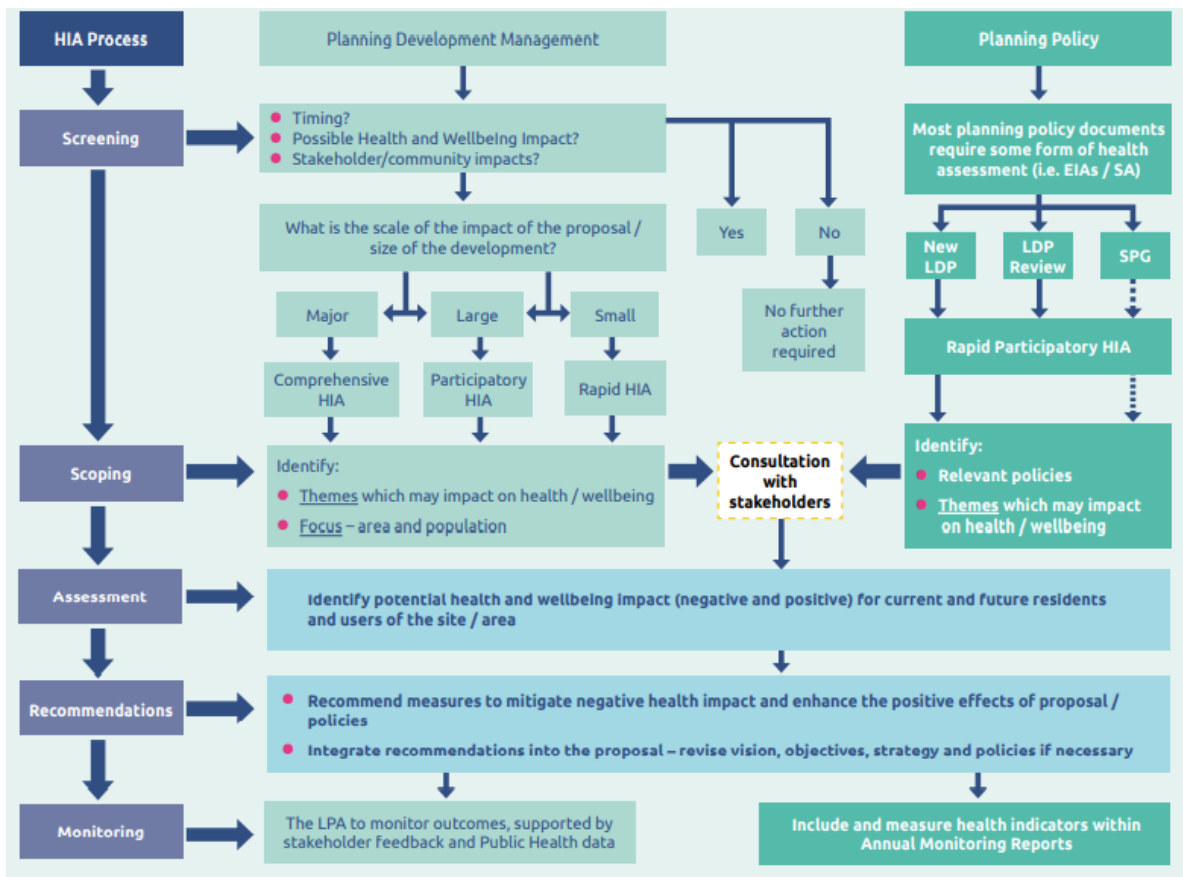 HIA Process
Planning Development Management
Planning Policy
Screening
Timing?
Possible Health and Wellbeing Impact?
Stakeholder/community impacts?
Most planning policy documents
require some form of health
assessment (i.e. EIAs / SA)
What is the scale of the impact of the proposal /
size of the development?
Yes
No
New
LDP
LDP
Review
SPG
Major
Large
Small
No further
action
required
Rapid Participatory HIA
Comprehensive
HIA
Participatory
HIA
Rapid HIA
Scoping
Identify:
Themes which may impact on health / wellbeing
Focus – area and population
Consultation
with
stakeholders
Identify:
Relevant policies
Themes which may impact
on health / wellbeing
Assessment
Identify potential health and wellbeing impact (negative and positive) for current and future residents
and users of the site / area
Recommendations
Recommend measures to mitigate negative health impact and enhance the positive effects of proposal /
policies
Integrate recommendations into the proposal – revise vision, objectives, strategy and policies if necessary
Monitoring
The LPA to monitor outcomes, supported by
stakeholder feedback and Public Health data
Include and measure health indicators within
Annual Monitoring Reports